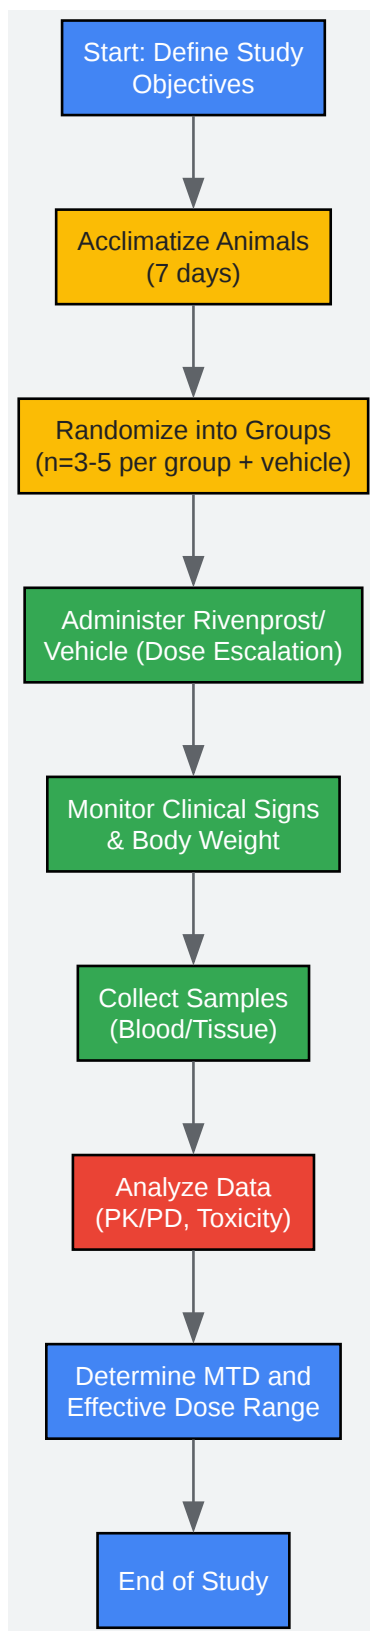 Start: Define Study
Objectives
Acclimatize Animals
(7 days)
Randomize into Groups
(n=3-5 per group + vehicle)
Administer Rivenprost/
Vehicle (Dose Escalation)
Monitor Clinical Signs
& Body Weight
Collect Samples
(Blood/Tissue)
Analyze Data
(PK/PD, Toxicity)
Determine MTD and
Effective Dose Range
End of Study